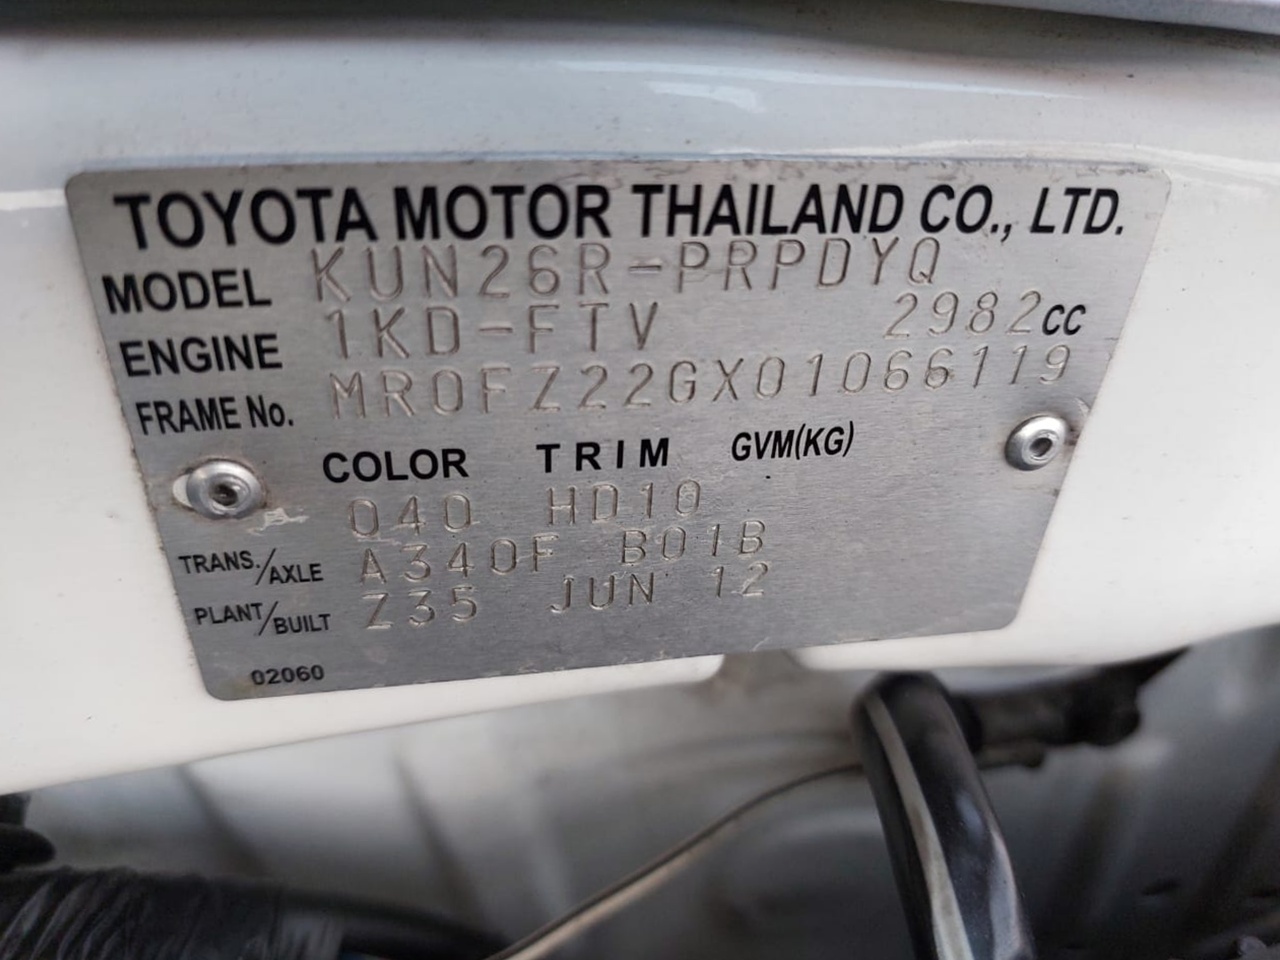 TOYOTA MOTOR THAILAND CO., LTD.
MODEL KUN26R-PRPDYQ
ENGINE 1KD-FTV 2982cc
FRAME No. MR0FZ22GX01066119
COLOR TRIM GVM(KG)
040 HD10
TRANS./AXLE A340F B01B
PLANT/BUILT Z35 JUN 12
02060